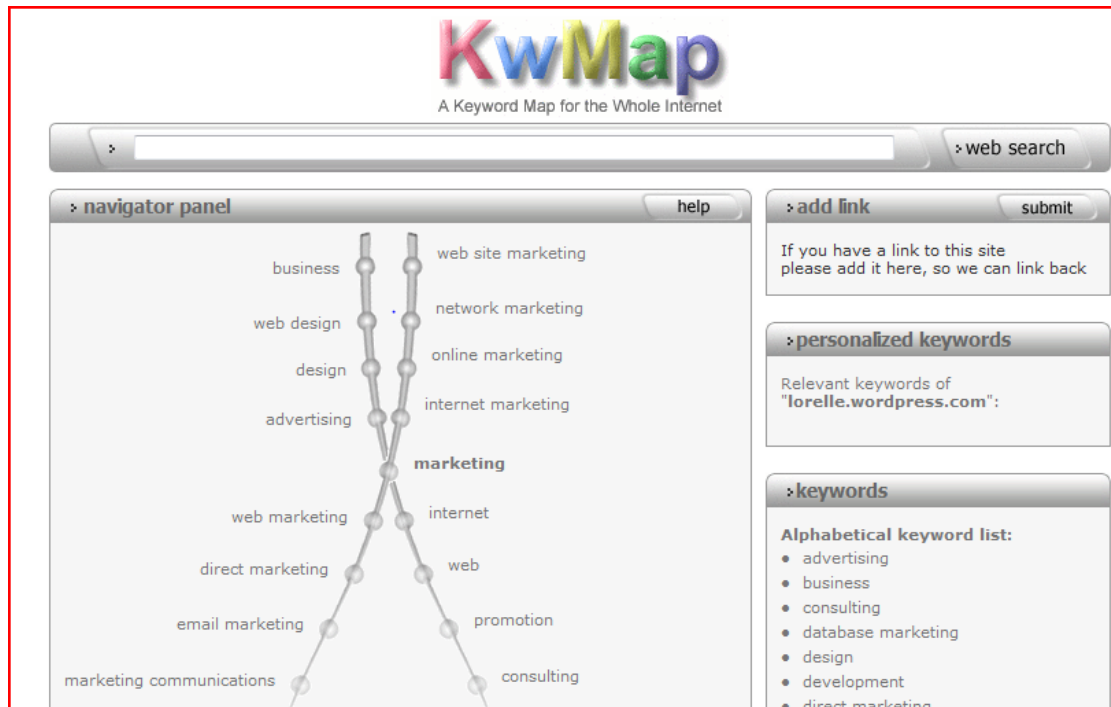 KwMap
A Keyword Map for the Whole Internet
web search
navigator panel
help
business
web site marketing
web design
network marketing
design
online marketing
advertising
internet marketing
marketing
web marketing
internet
direct marketing
web
email marketing
promotion
marketing communications
consulting
add link
submit
If you have a link to this site
please add it here, so we can link back
personalized keywords
Relevant keywords of
"lorelle.wordpress.com":
keywords
Alphabetical keyword list:
• advertising
• business
• consulting
• database marketing
• design
• development
• direct marketing